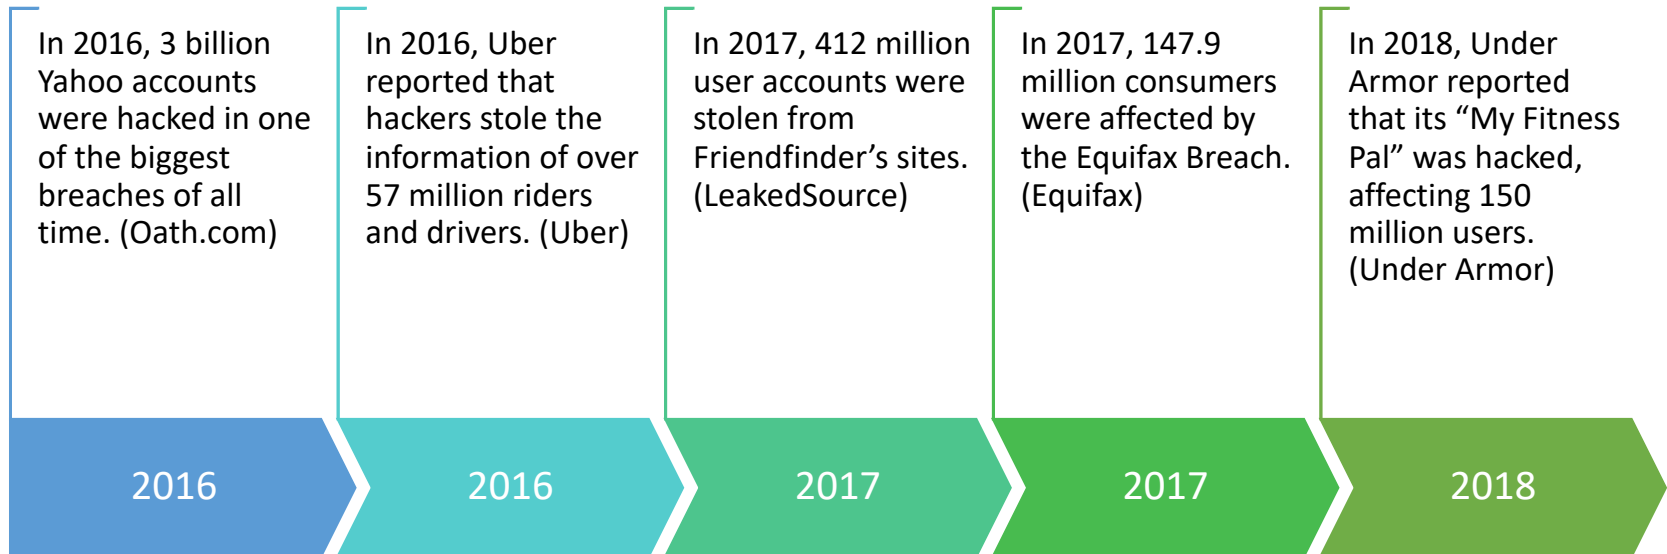 In 2016, 3 billion
Yahoo accounts
were hacked in one
of the biggest
breaches of all
time. (Oath.com)
In 2016, Uber
reported that
hackers stole the
information of over
57 million riders
and drivers. (Uber)
In 2017, 412 million
user accounts were
stolen from
Friendfinder’s sites.
(LeakedSource)
In 2017, 147.9
million consumers
were affected by
the Equifax Breach.
(Equifax)
In 2018, Under
Armor reported
that its “My Fitness
Pal” was hacked,
affecting 150
million users.
(Under Armor)
2016
2016
2017
2017
2018